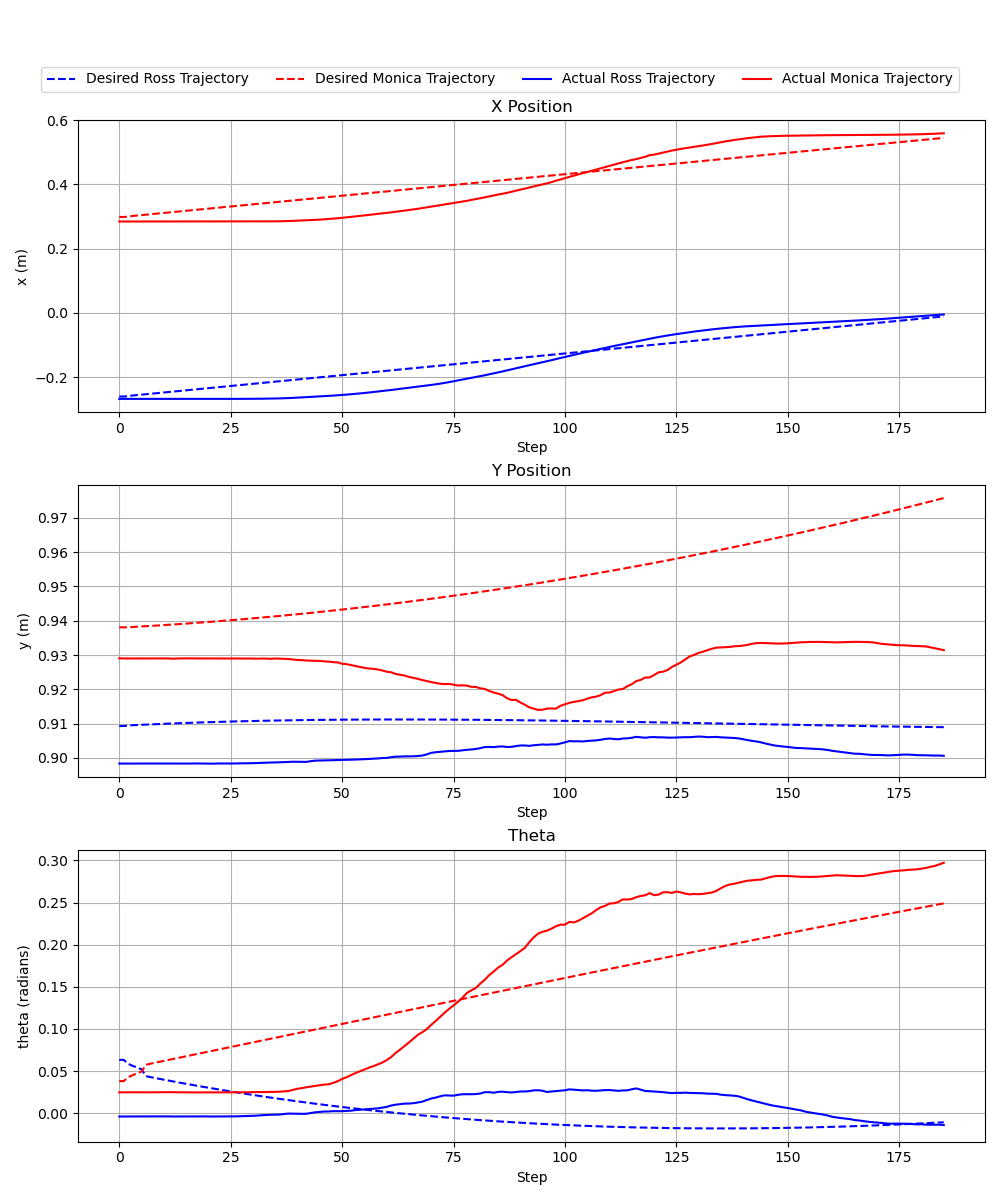 Desired Ross Trajectory Desired Monica Trajectory Actual Ross Trajectory Actual Monica Trajectory
X Position
0.6
0.4
0.2
0.0
−0.2
x (m)
0 25 50 75 100 125 150 175
Step
Y Position
0.97
0.96
0.95
0.94
0.93
0.92
0.91
0.90
y (m)
0 25 50 75 100 125 150 175
Step
Theta
0.30
0.25
0.20
0.15
0.10
0.05
0.00
theta (radians)
0 25 50 75 100 125 150 175
Step